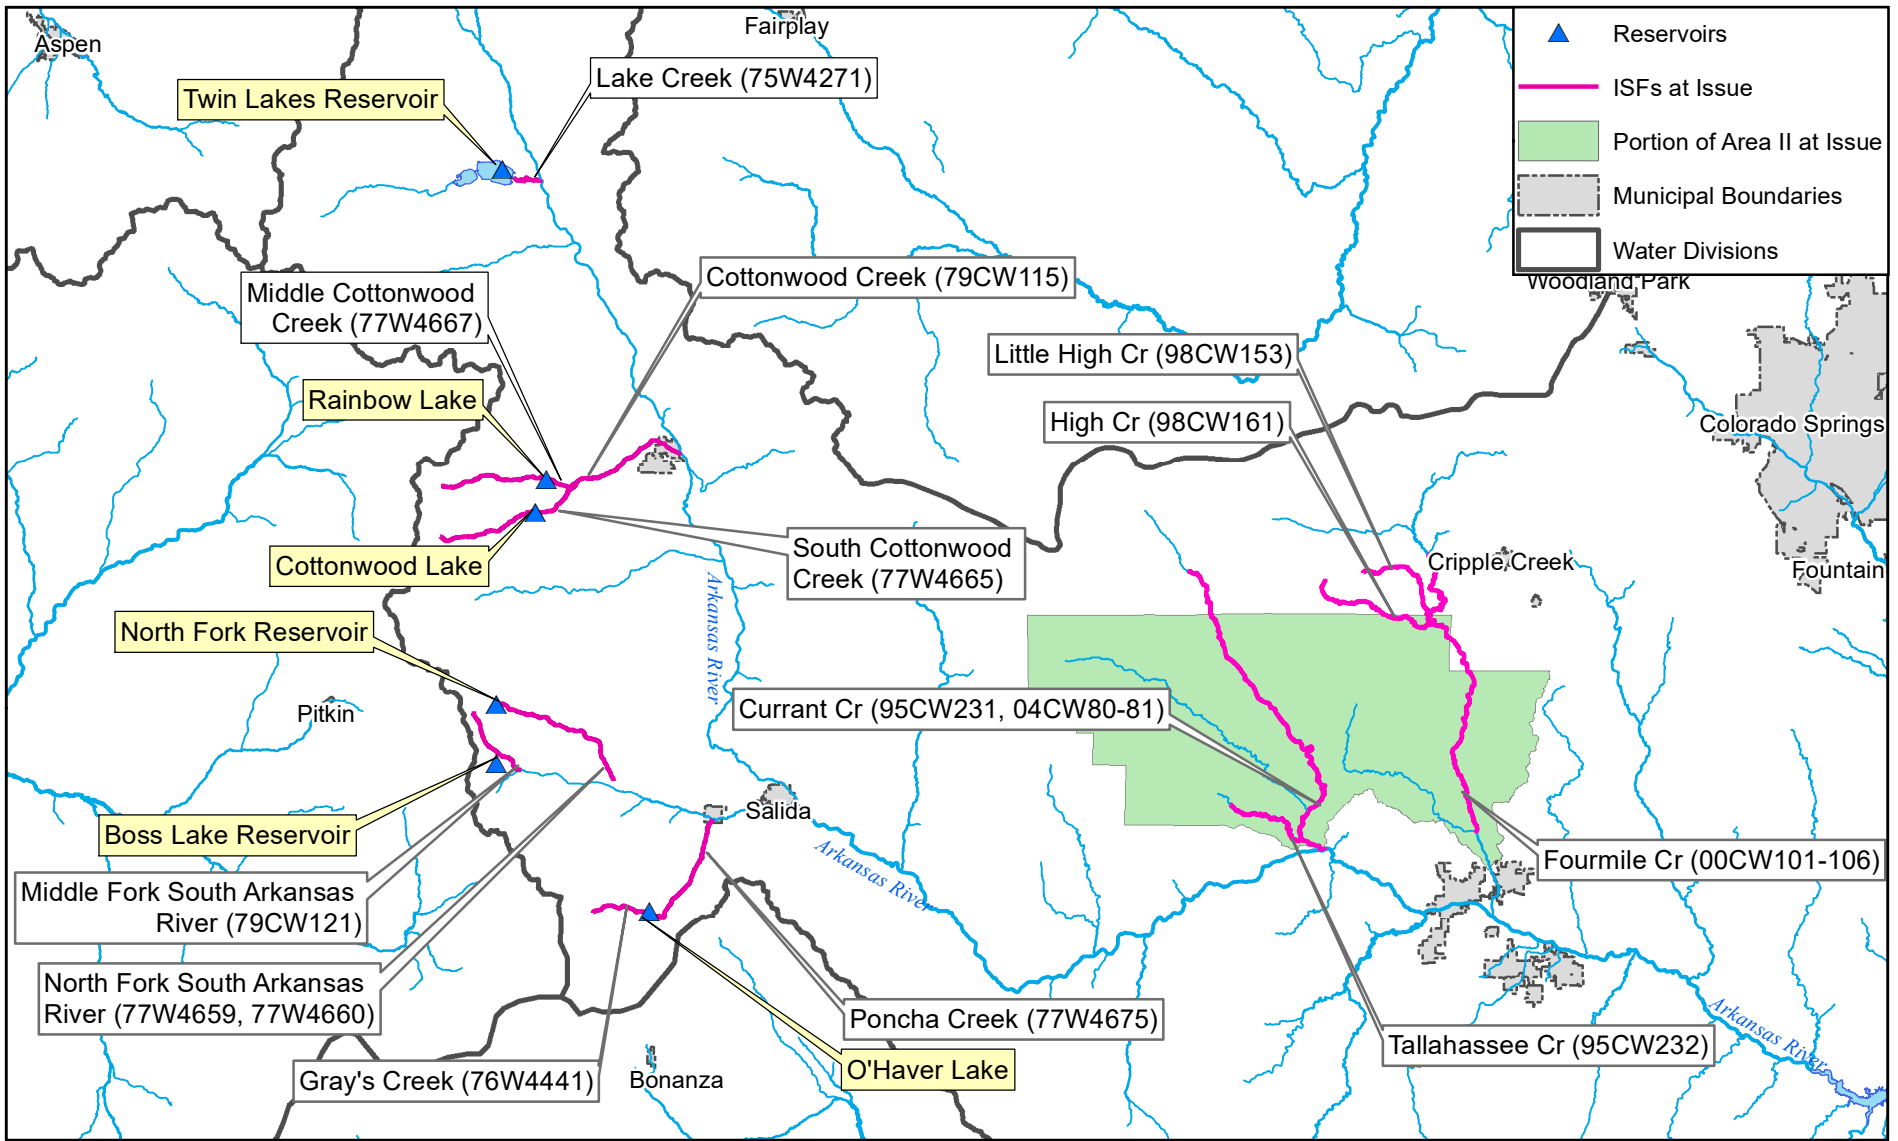 Aspen
Fairplay
Reservoirs
ISFs at Issue
Portion of Area II at Issue
Municipal Boundaries
Water Divisions
Twin Lakes Reservoir
Lake Creek (75W4271)
Woodland Park
Middle Cottonwood
Creek (77W4667)
Cottonwood Creek (79CW115)
Little High Cr (98CW153)
Rainbow Lake
High Cr (98CW161)
Colorado Springs
Cottonwood Lake
South Cottonwood
Creek (77W4665)
Cripple Creek
Fountain
Arkansas River
North Fork Reservoir
Pitkin
Currant Cr (95CW231, 04CW80-81)
Boss Lake Reservoir
Salida
Arkansas River
Fourmile Cr (00CW101-106)
Middle Fork South Arkansas
River (79CW121)
North Fork South Arkansas
River (77W4659, 77W4660)
Poncha Creek (77W4675)
Tallahassee Cr (95CW232)
Arkansas River
Gray's Creek (76W4441)
Bonanza
O'Haver Lake